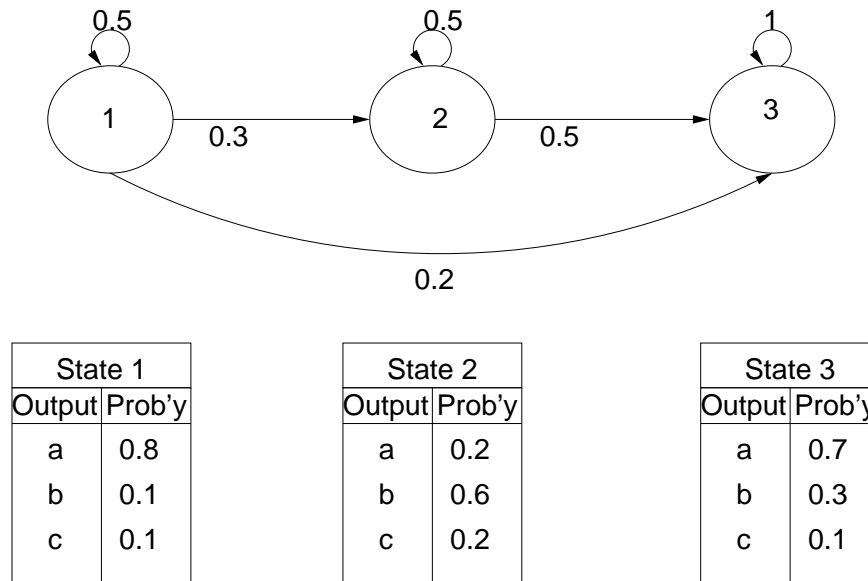 0.5 0.5 1
1 2 3
0.3 0.5
0.2
State 1
Output Prob'y
a 0.8
b 0.1
c 0.1
State 2
Output Prob'y
a 0.2
b 0.6
c 0.2
State 3
Output Prob'y
a 0.7
b 0.3
c 0.1